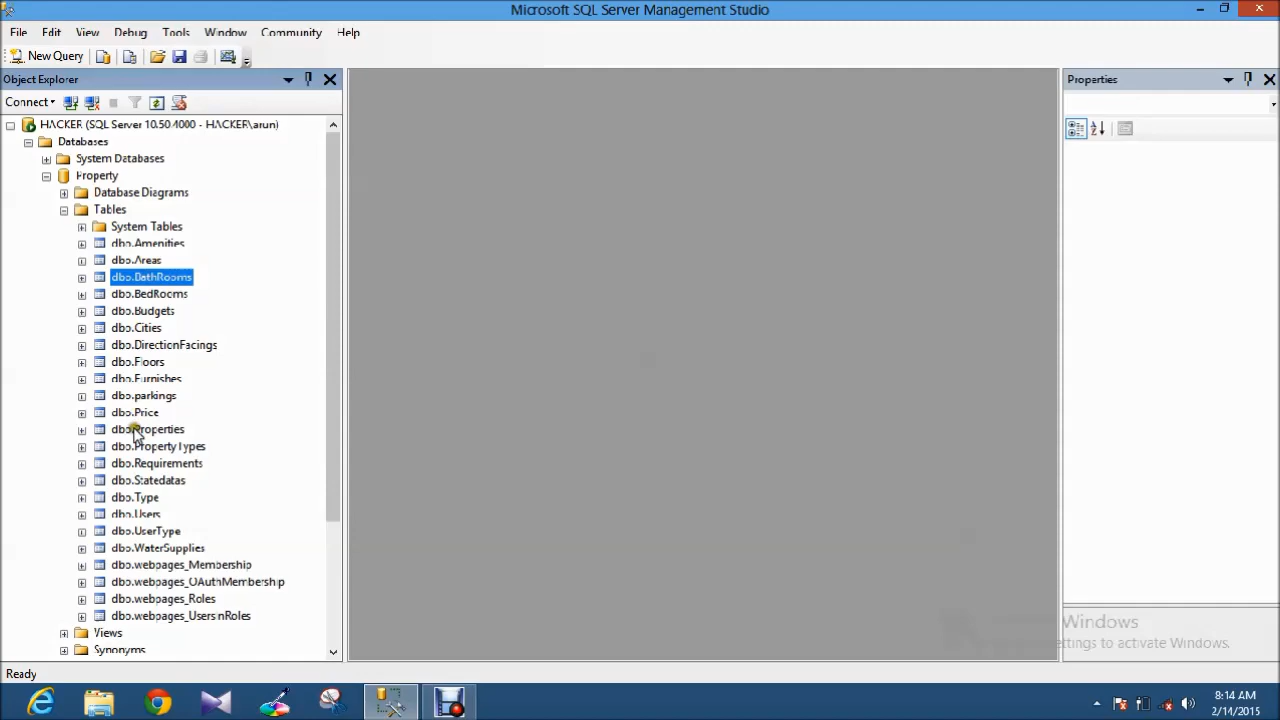 Microsoft SQL Server Management Studio
File Edit View Debug Tools Window Community Help
New Query
Object Explorer
Properties
Connect
HACKER (SQL Server 10.50.4000 - HACKER\arun)
Databases
System Databases
Property
Database Diagrams
Tables
System Tables
dbo.Amenities
dbo.Areas
dbo.BathRooms
dbo.BedRooms
dbo.Budgets
dbo.Cities
dbo.DirectionFacings
dbo.Floors
dbo.Furnishes
dbo.parkings
dbo.Price
dbo.Properties
dbo.PropertyTypes
dbo.Requirements
dbo.Statedatas
dbo.Type
dbo.Users
dbo.UserType
dbo.WaterSupplies
dbo.webpages_Membership
dbo.webpages_OAuthMembership
dbo.webpages_Roles
dbo.webpages_UsersInRoles
Views
Synonyms
Windows
ettings to activate Windows.
Ready
8:14 AM
2/14/2015